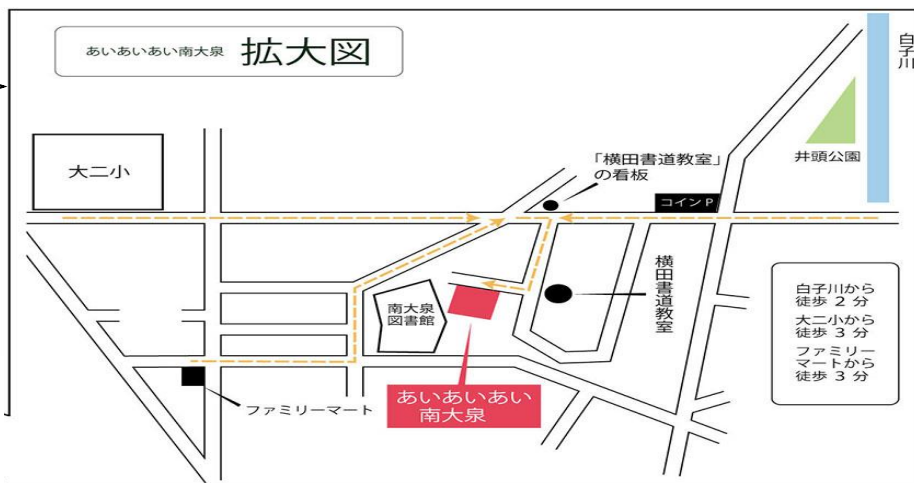 あいあいあい南大泉 拡大図
白子川
大二小
「横田書道教室」
の看板
井頭公園
コイン P
横田書道教室
南大泉
図書館
白子川から
徒歩 2 分
大二小から
徒歩 3 分
ファミリー
マートから
徒歩 3 分
あいあいあい
南大泉
ファミリーマート